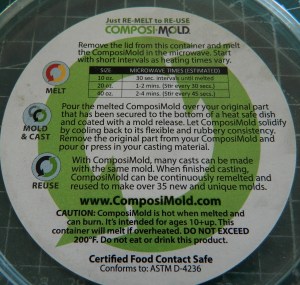 Just RE-MELT to RE-USE
COMPOSIMOLD
Remove the lid from this container and melt
the ComposiMold in the microwave. Start
with short intervals as heating times vary.
SIZE MICROWAVE TIMES (ESTIMATED)
10 oz. 30 sec. intervals until melted
20 oz. 1-2 mins. (Stir every 30 secs.)
40 oz. 2-4 mins. (Stir every 45 secs.)
MELT
Pour the melted ComposiMold over your original part
that has been secured to the bottom of a heat safe dish
and coated with a mold release. Let ComposiMold solidify
by cooling back to its flexible and rubbery consistency.
Remove the original part from your ComposiMold and
pour or press in your casting material.
MOLD
& CAST
With ComposiMold, many casts can be made
with the same mold. When finished casting,
ComposiMold can be continuously remelted and
reused to make over 35 new and unique molds.
REUSE
www.ComposiMold.com
CAUTION: ComposiMold is hot when melted and
can burn. It's intended for ages 10+up. This
container will melt if overheated. DO NOT EXCEED
200°F. Do not eat or drink this product.
Certified Food Contact Safe
Conforms to: ASTM D-4236